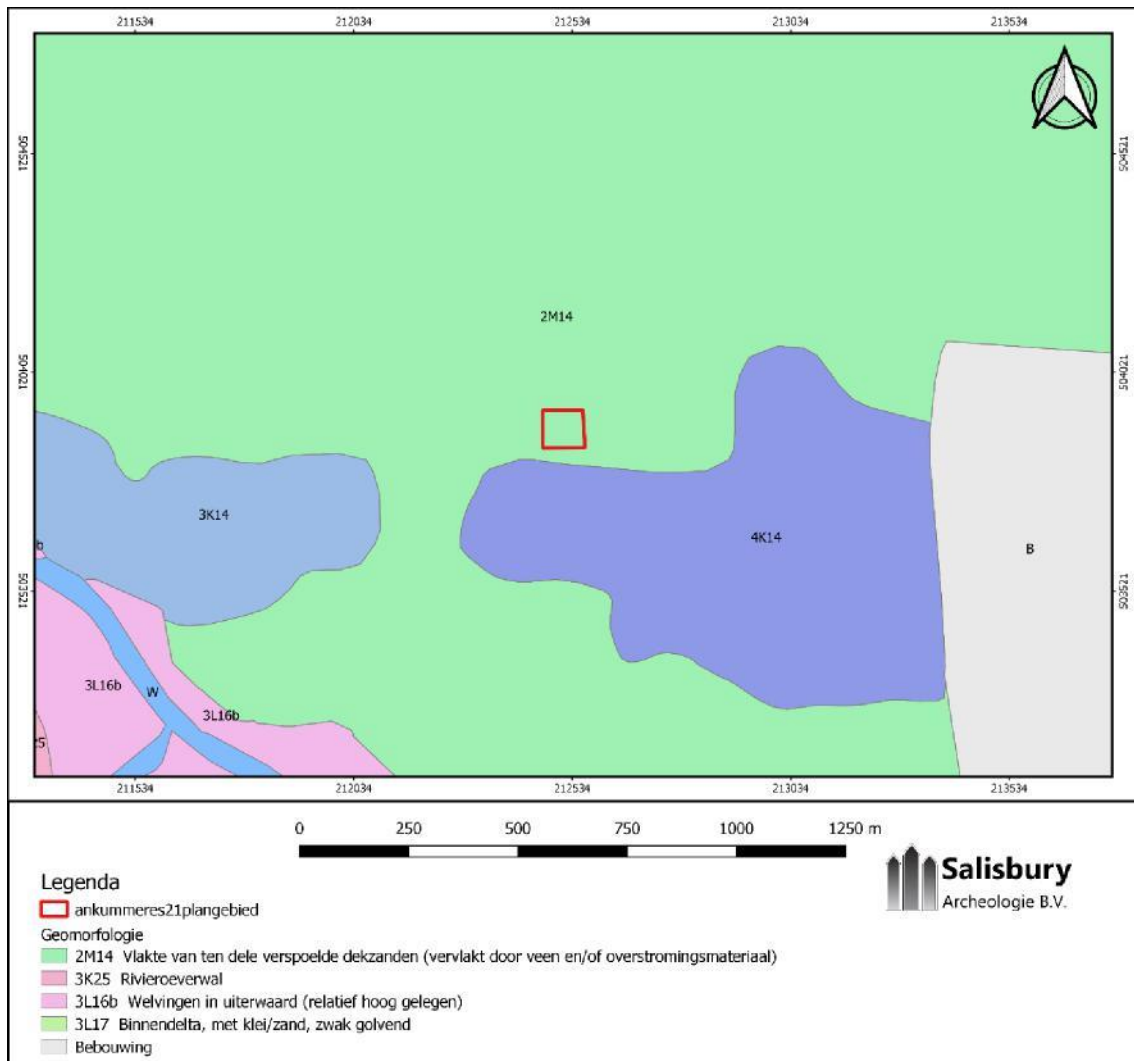 211534 212034 212534 213034 213534
504521 504521
2M14
504021 504021
3K14
4K14
b
B
503521 503521
3L16b
W
3L16b
25
211534 212034 212534 213034 213534
0 250 500 750 1000 1250 m
Salisbury
Archeologie B.V.
Legenda
ankummeres21plangebied
Geomorfologie
2M14 Vlakte van ten dele verspoelde dekzanden (vervlakt door veen en/of overstromingsmateriaal)
3K25 Rivieroeverwal
3L16b Welvingen in uiterwaard (relatief hoog gelegen)
3L17 Binnendelta, met klei/zand, zwak golvend
Bebouwing